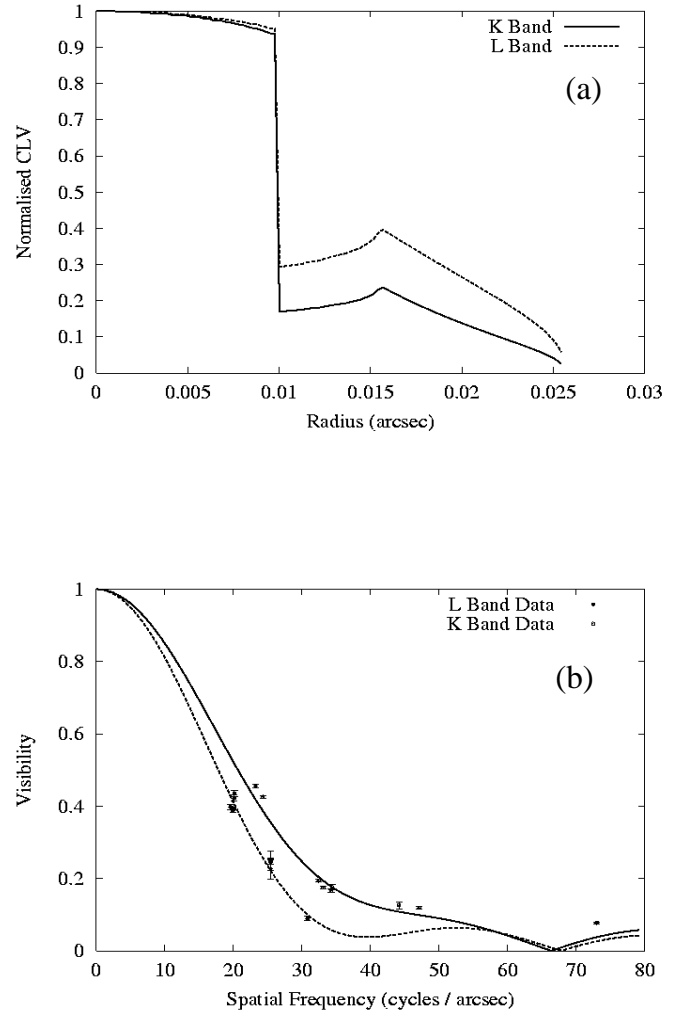 1
0.9
0.8
0.7
0.6
0.5
0.4
0.3
0.2
0.1
0
Normalised CLV
K Band
L Band
(a)
0 0.005 0.01 0.015 0.02 0.025 0.03
Radius (arcsec)
1
0.8
0.6
0.4
0.2
0
Visibility
L Band Data
K Band Data
(b)
0 10 20 30 40 50 60 70 80
Spatial Frequency (cycles / arcsec)